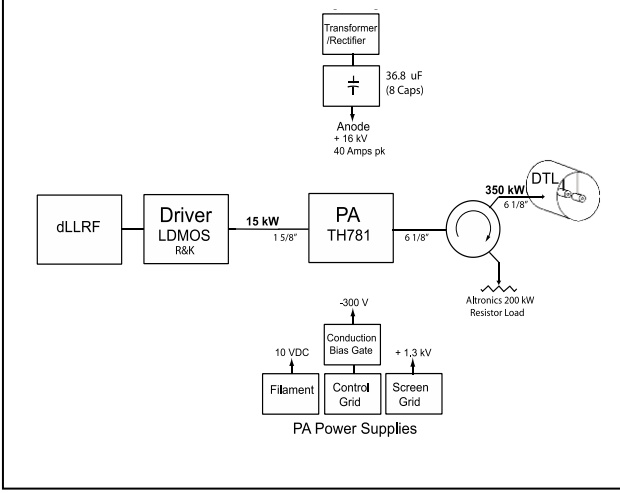 Transformer
/Rectifier
36.8 uF
(8 Caps)
Anode
+ 16 kV
40 Amps pk
dLLRF
Driver
LDMOS
R&K
15 kW
1 5/8"
PA
TH781
6 1/8"
350 kW
6 1/8"
DTL
Altronics 200 kW
Resistor Load
-300 V
Conduction
Bias Gate
10 VDC
+ 1.3 kV
Filament
Control
Grid
Screen
Grid
PA Power Supplies